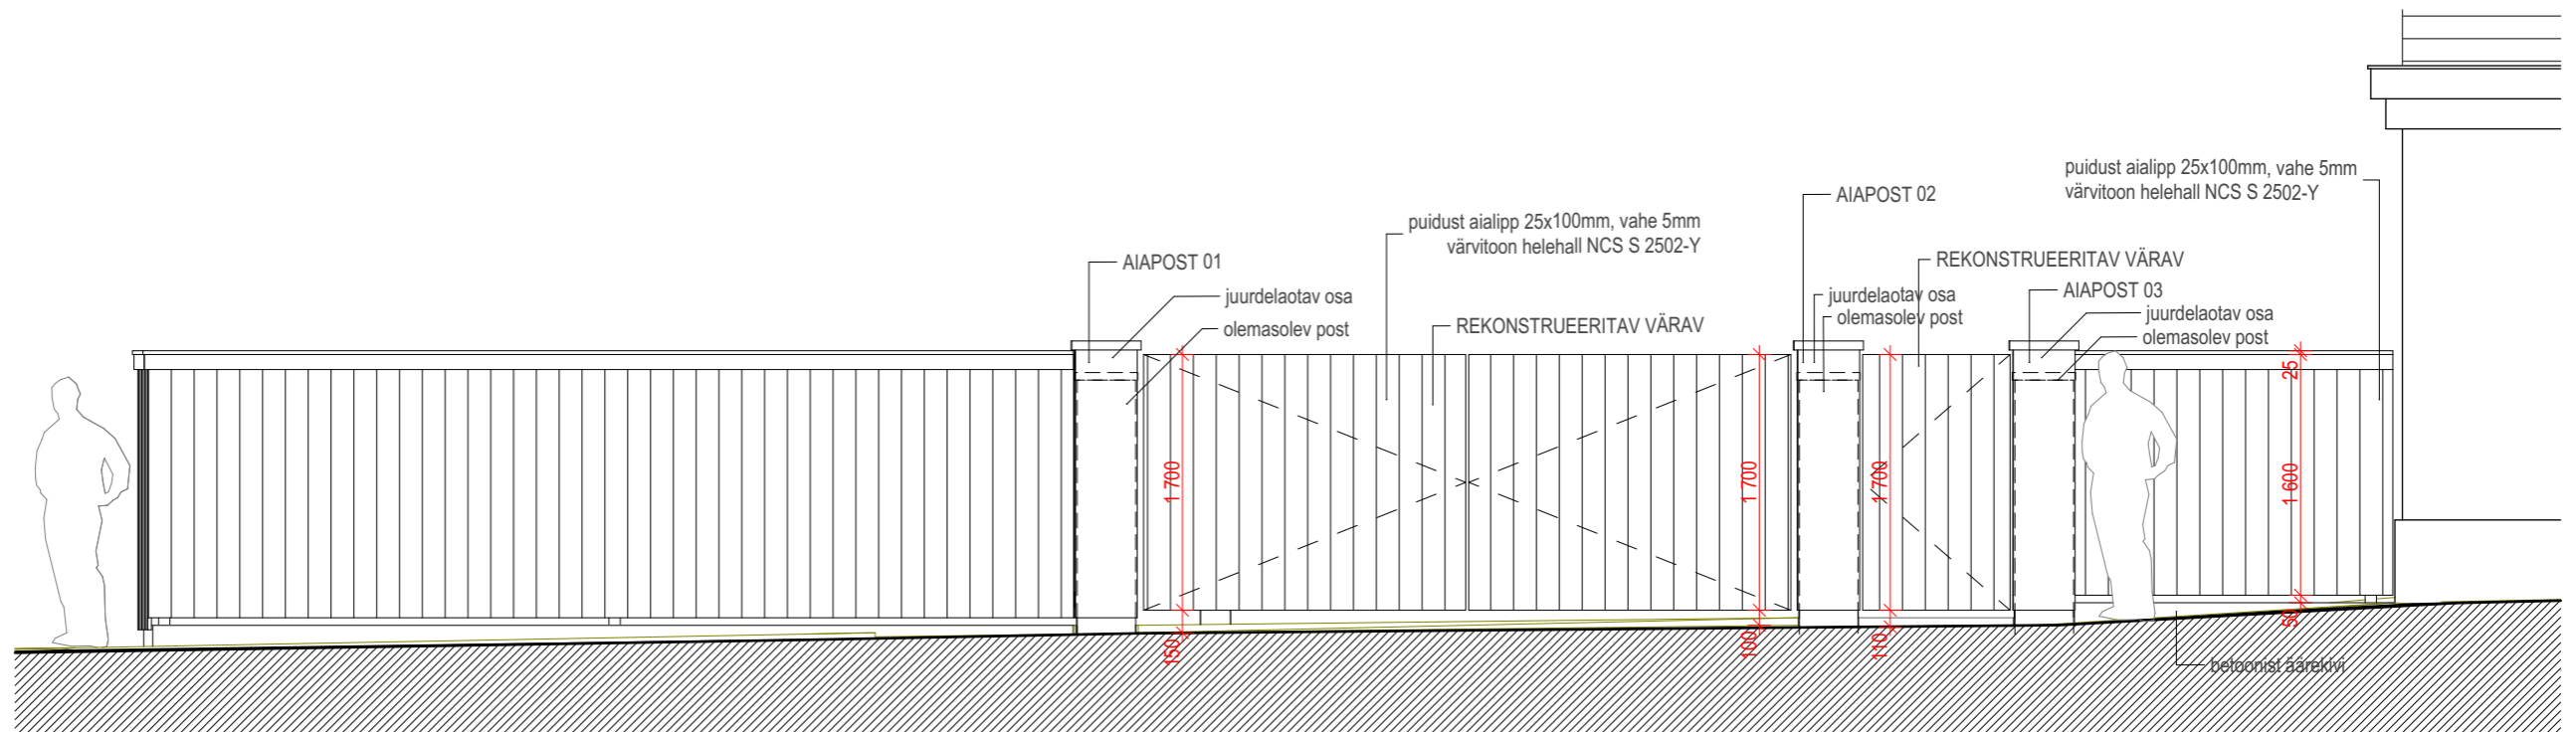 puidust aialipp 25x100mm, vahe 5mm
värvitoon helehall NCS S 2502-Y
AIAPOST 02
puidust aialipp 25x100mm, vahe 5mm
värvitoon helehall NCS S 2502-Y
AIAPOST 01
REKONSTRUEERITAV VÄRAV
juurdelaotav osa
olemasolev post
REKONSTRUEERITAV VÄRAV
juurdelaotav osa
olemasolev post
AIAPOST 03
juurdelaotav osa
olemasolev post
1 700
1 700
1 700
25
1 600
50
150
100
110
betoonist äärekivi